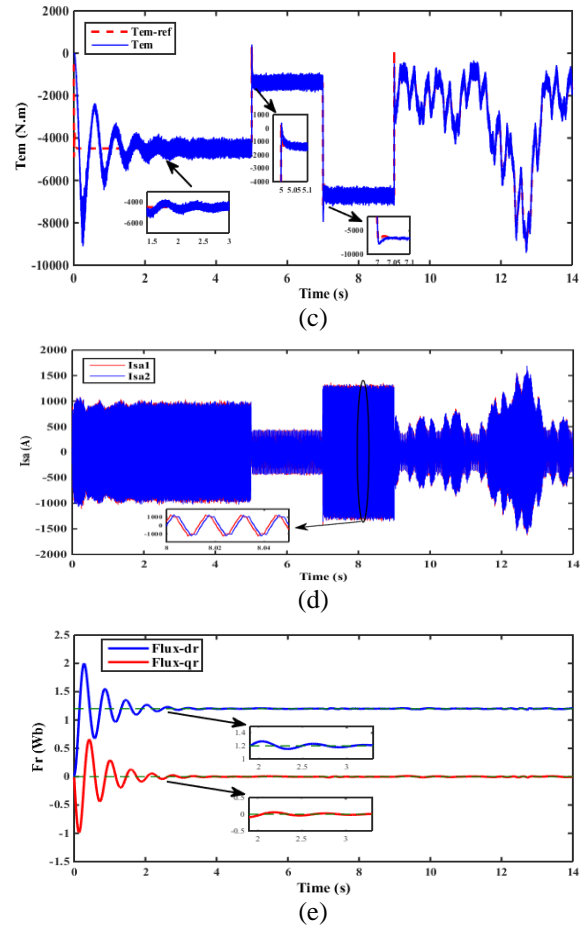 2000
0
-2000
-4000
-6000
-8000
-10000
Tem (N.m)
Tem-ref
Tem
-4000
-6000
1.5 2 2.5 3
1000
0
-1000
-2000
-3000
-4000
5 5.05 5.1
-5000
-10000
7 7.05 7.1
0 2 4 6 8 10 12 14
Time (s)
(c)
2000
1500
1000
500
0
-500
-1000
-1500
-2000
Isa (A)
Isa1
Isa2
1000
0
-1000
8 8.02 8.04
0 2 4 6 8 10 12 14
Time (s)
(d)
2.5
2
1.5
1
0.5
0
-0.5
-1
-1.5
Fr (Wb)
Flux-dr
Flux-qr
1.4
1.2
1
2 2.5 3
0.5
0
-0.5
2 2.5 3
0 2 4 6 8 10 12 14
Time (s)
(e)